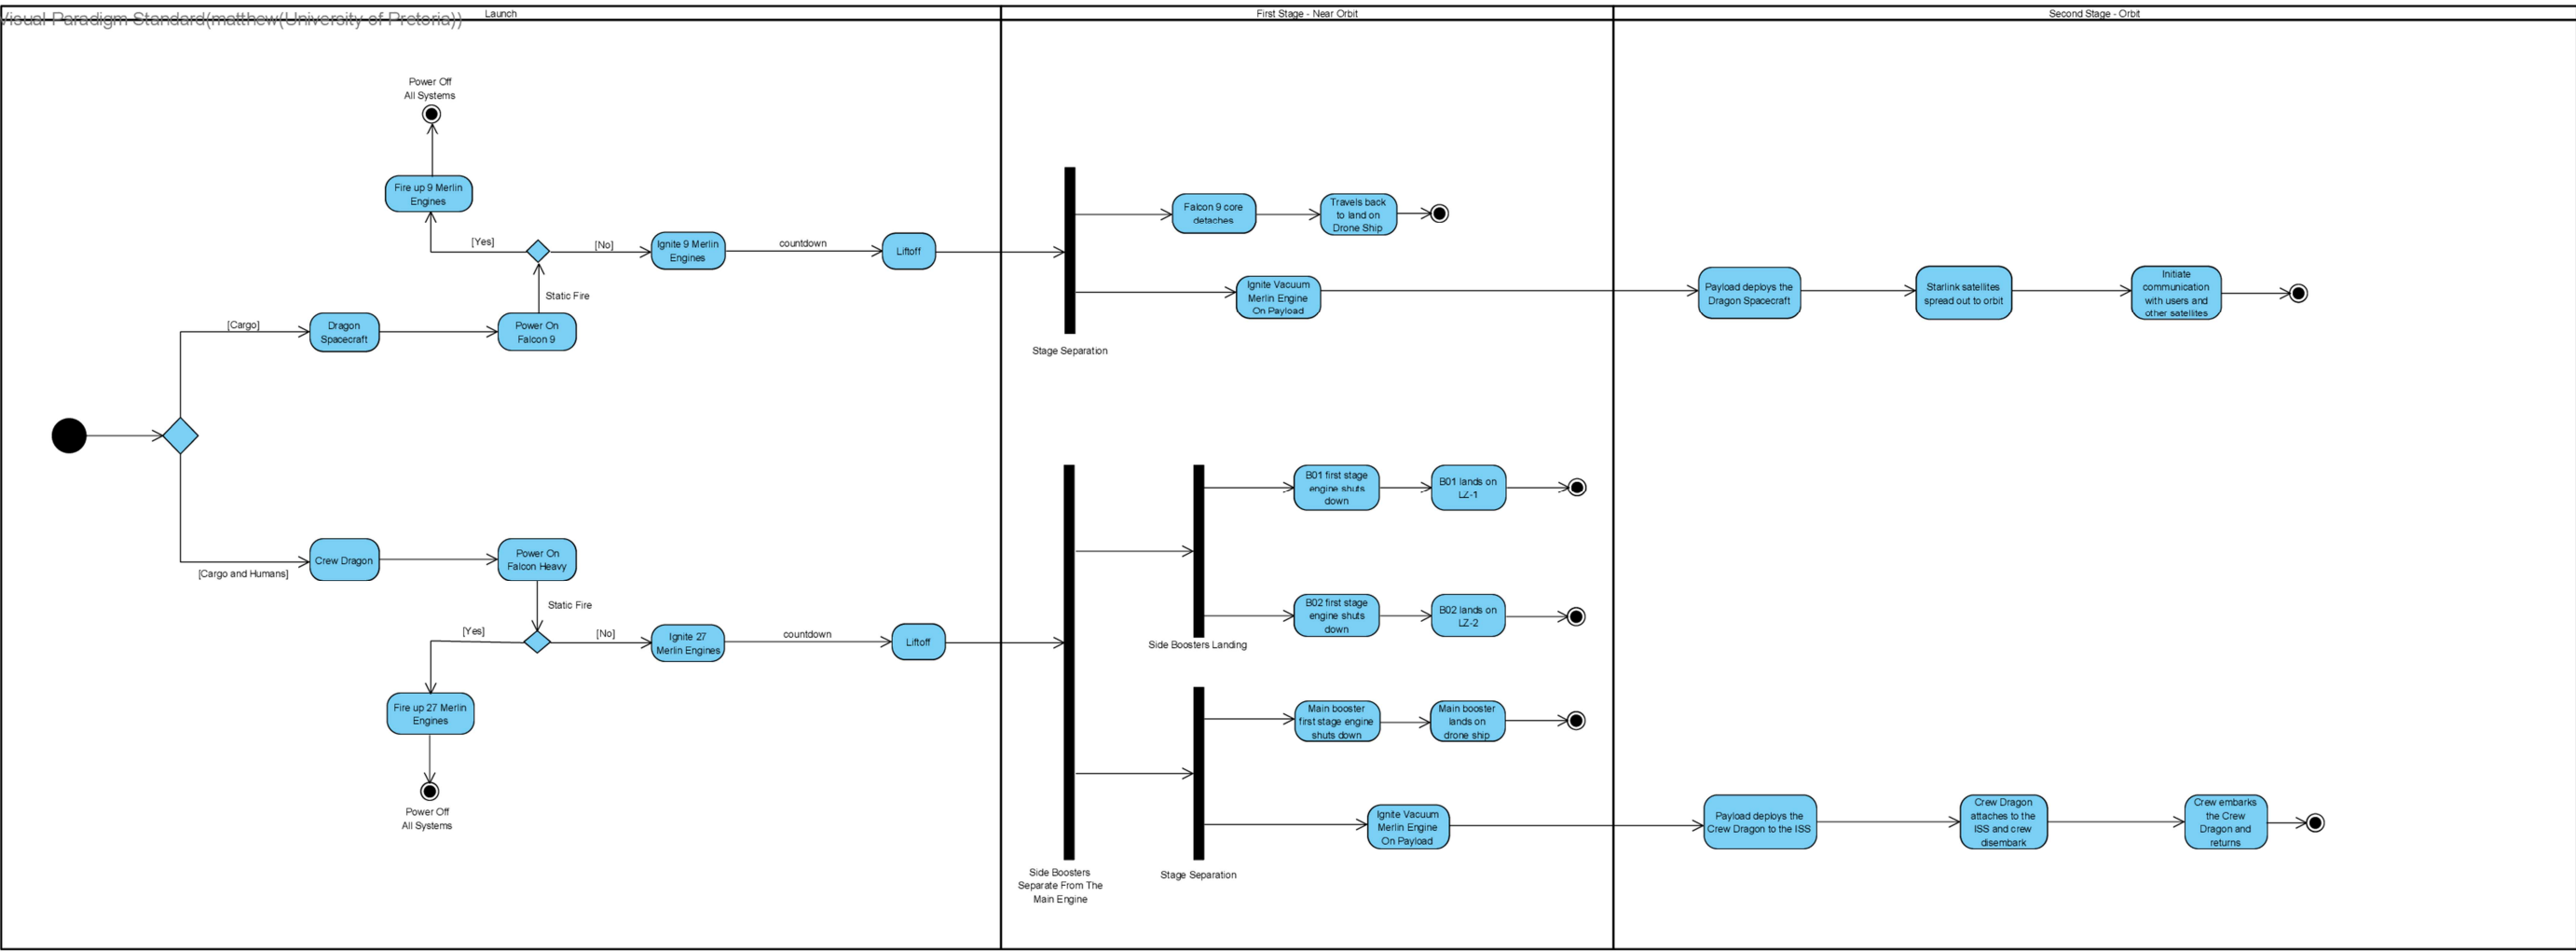 Visual Paradigm Standard(matthew(University of Pretoria))
Launch
First Stage - Near Orbit
Second Stage - Orbit
Power Off
All Systems
Fire up 9 Merlin
Engines
[Yes]
[No]
Ignite 9 Merlin
Engines
countdown
Liftoff
Static Fire
[Cargo]
Dragon
Spacecraft
Power On
Falcon 9
Falcon 9 core
detaches
Travels back
to land on
Drone Ship
Ignite Vacuum
Merlin Engine
On Payload
Stage Separation
Payload deploys the
Dragon Spacecraft
Starlink satellites
spread out to orbit
Initiate
communication
with users and
other satellites
[Cargo and Humans]
Crew Dragon
Power On
Falcon Heavy
Static Fire
[Yes]
[No]
Ignite 27
Merlin Engines
countdown
Liftoff
Fire up 27 Merlin
Engines
Power Off
All Systems
B01 first stage
engine shuts
down
B01 lands on
LZ-1
B02 first stage
engine shuts
down
B02 lands on
LZ-2
Side Boosters Landing
Main booster
first stage engine
shuts down
Main booster
lands on
drone ship
Ignite Vacuum
Merlin Engine
On Payload
Side Boosters
Separate From The
Main Engine
Stage Separation
Payload deploys the
Crew Dragon to the ISS
Crew Dragon
attaches to the
ISS and crew
disembark
Crew embarks
the Crew
Dragon and
returns